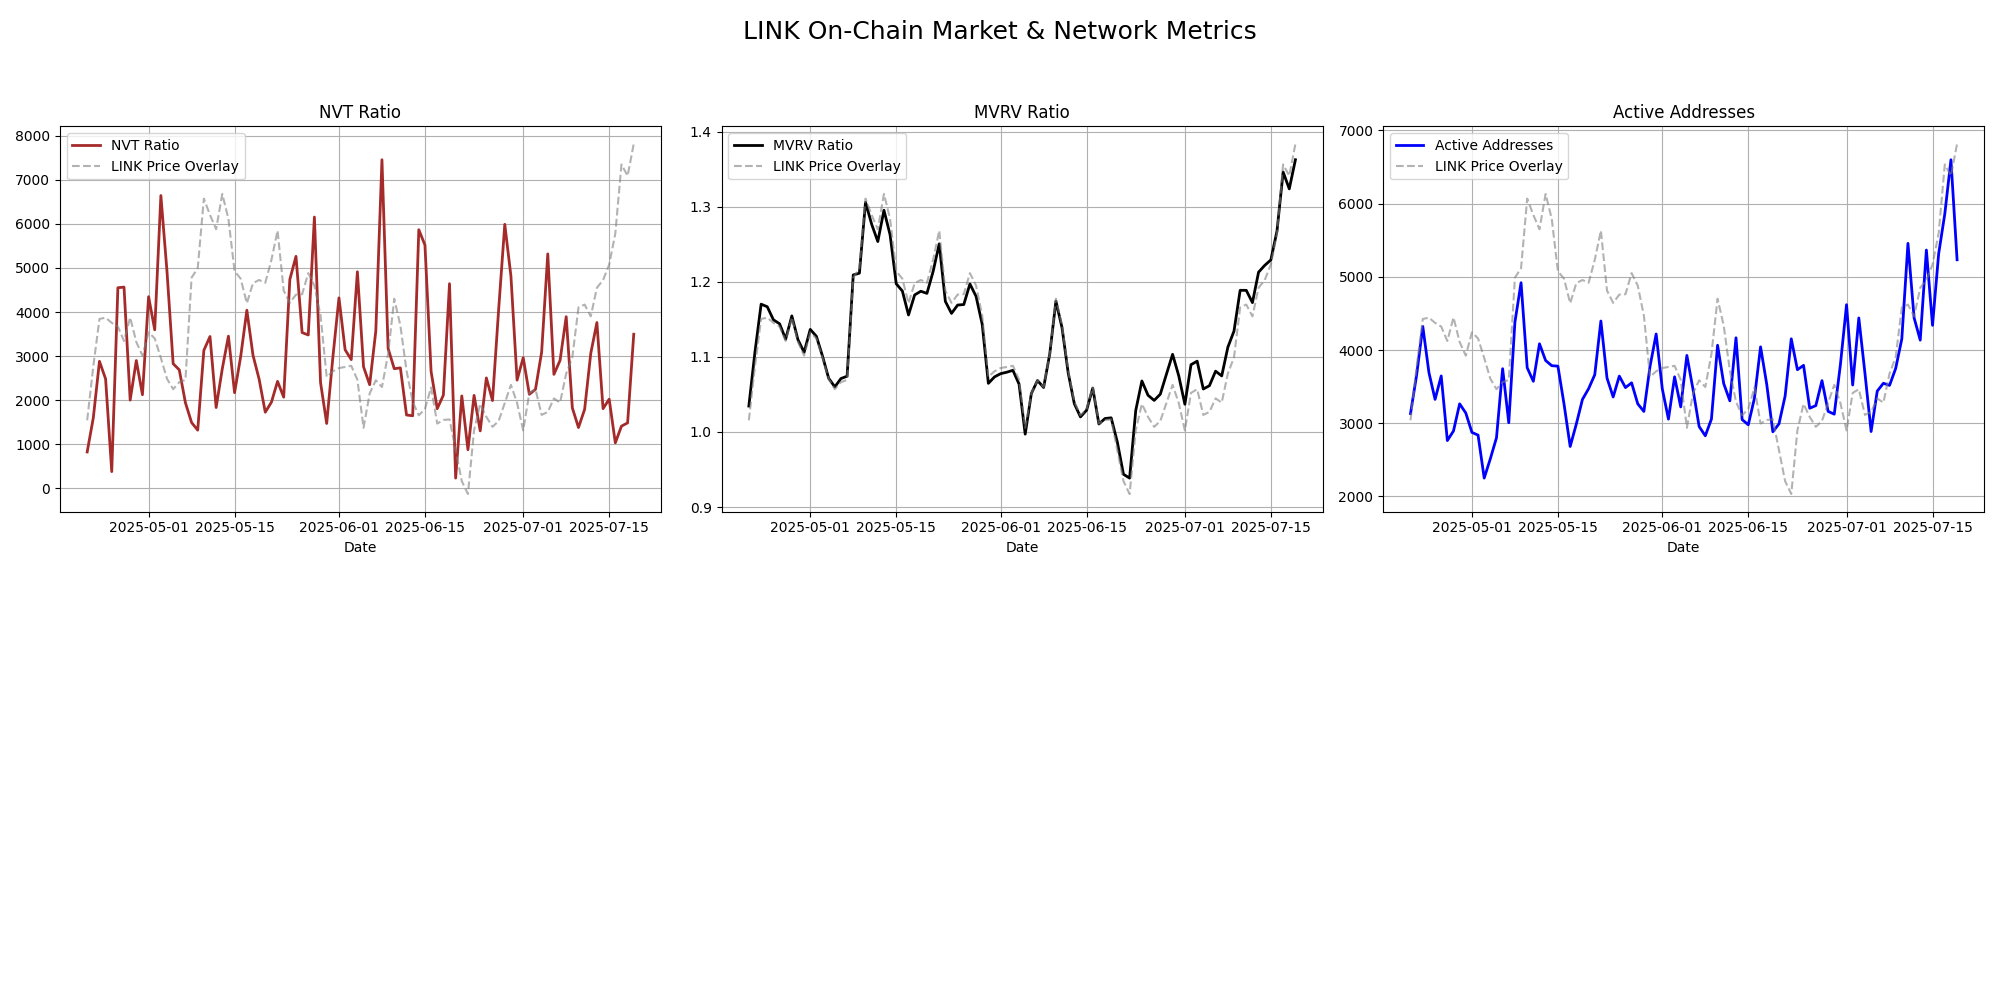 LINK On-Chain Market & Network Metrics
NVT Ratio
8000
7000
6000
5000
4000
3000
2000
1000
0
NVT Ratio
LINK Price Overlay
2025-05-01 2025-05-15 2025-06-01 2025-06-15 2025-07-01 2025-07-15
Date
MVRV Ratio
1.4
1.3
1.2
1.1
1.0
0.9
MVRV Ratio
LINK Price Overlay
2025-05-01 2025-05-15 2025-06-01 2025-06-15 2025-07-01 2025-07-15
Date
Active Addresses
7000
6000
5000
4000
3000
2000
Active Addresses
LINK Price Overlay
2025-05-01 2025-05-15 2025-06-01 2025-06-15 2025-07-01 2025-07-15
Date